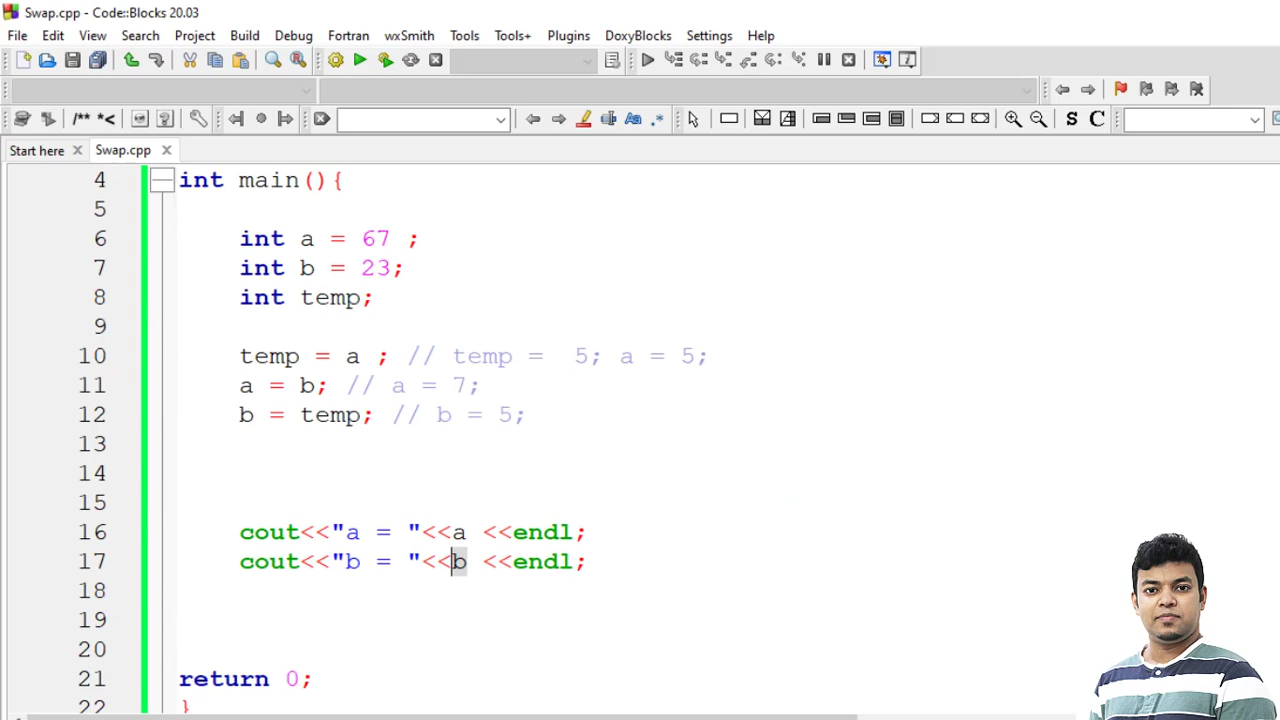 Swap.cpp - Code::Blocks 20.03
File Edit View Search Project Build Debug Fortran wxSmith Tools Tools+ Plugins DoxyBlocks Settings Help
/** *< S C
Start here Swap.cpp
4 int main(){
5
6 int a = 67 ;
7 int b = 23;
8 int temp;
9
10 temp = a ; // temp =  5; a = 5;
11 a = b; // a = 7;
12 b = temp; // b = 5;
13
14
15
16 cout<<"a = "<<a <<endl;
17 cout<<"b = "<<b <<endl;
18
19
20
21 return 0;
22 }